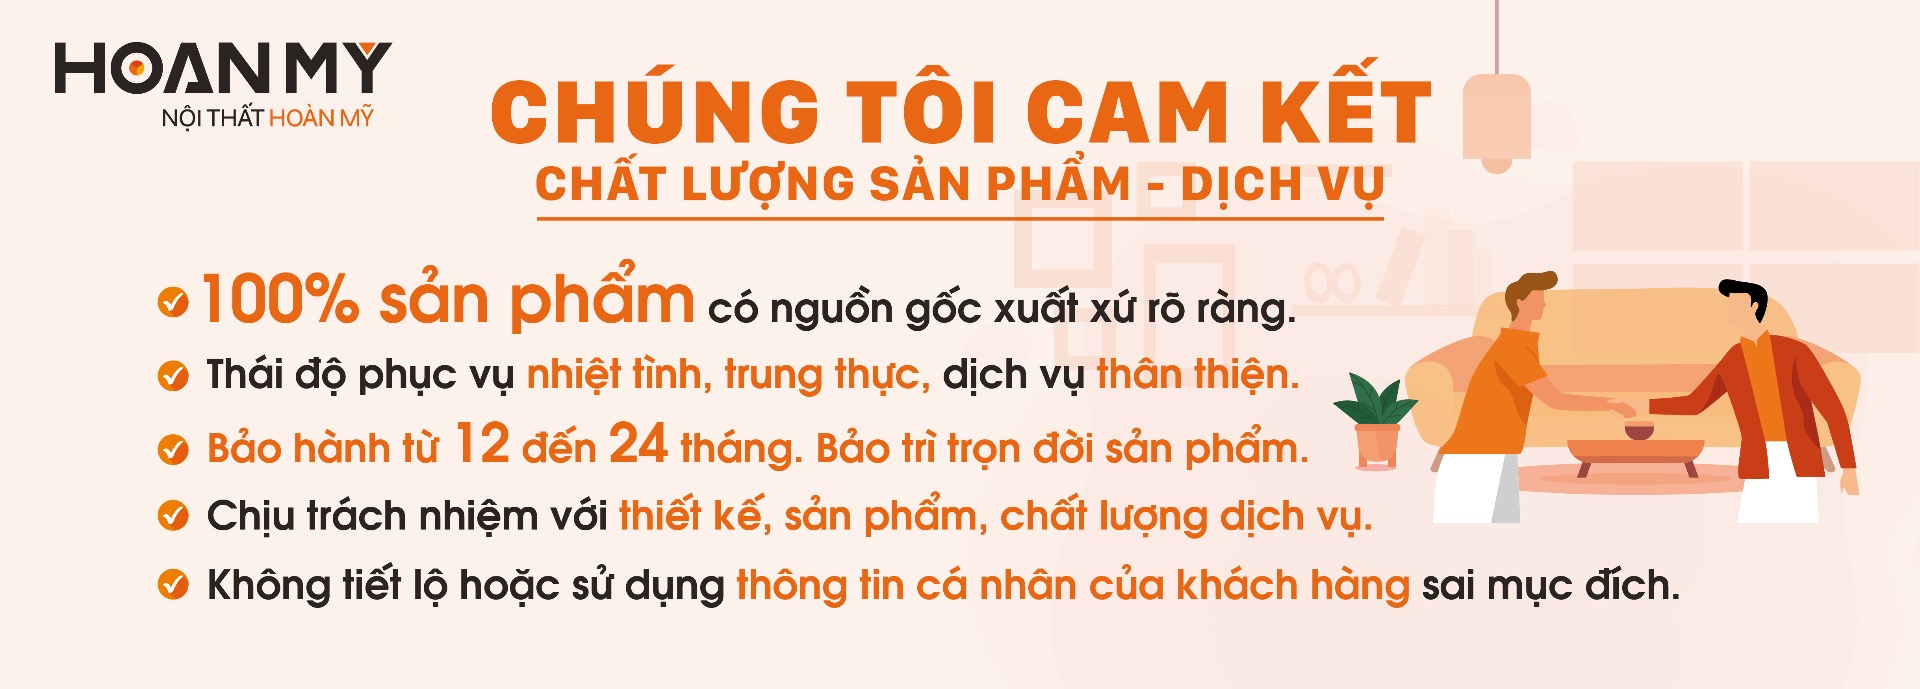 HOANMY
NỘI THẤT HOÀN MỸ
CHÚNG TÔI CAM KẾT
CHẤT LƯỢNG SẢN PHẨM - DỊCH VỤ
100% sản phẩm có nguồn gốc xuất xứ rõ ràng.
Thái độ phục vụ nhiệt tình, trung thực, dịch vụ thân thiện.
Bảo hành từ 12 đến 24 tháng. Bảo trì trọn đời sản phẩm.
Chịu trách nhiệm với thiết kế, sản phẩm, chất lượng dịch vụ.
Không tiết lộ hoặc sử dụng thông tin cá nhân của khách hàng sai mục đích.